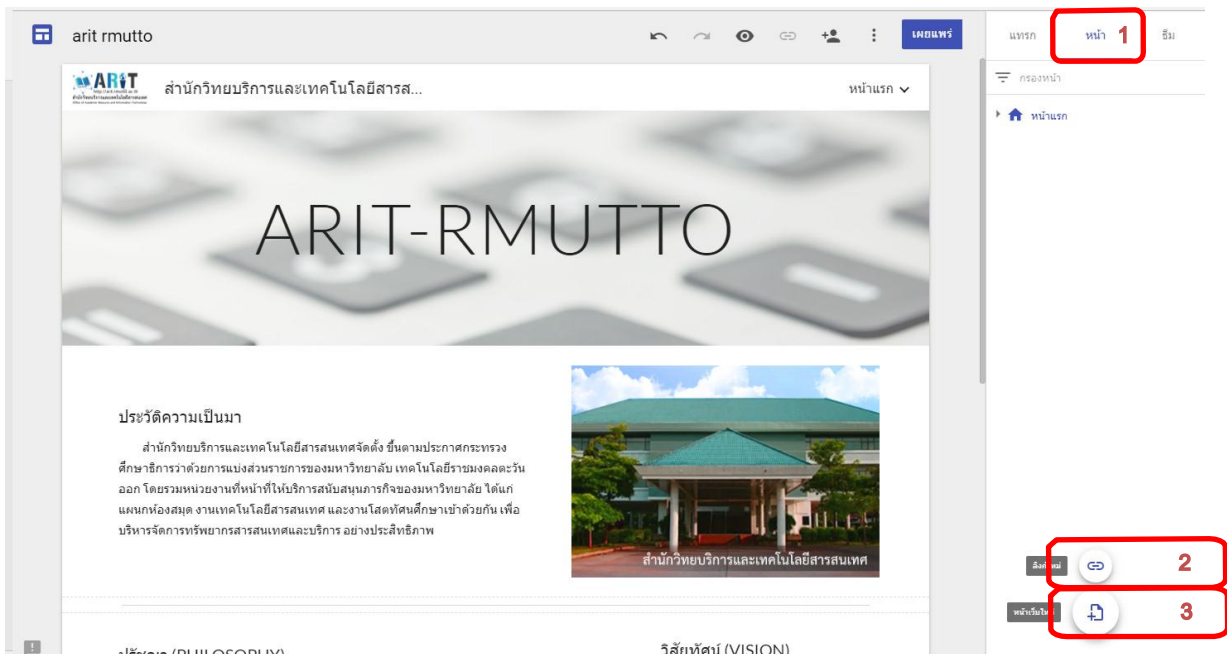 arit rmutto
เผยแพร่
แทรก
หน้า
1
ธีม
ARiT
สำนักวิทยบริการและเทคโนโลยีสารส...
หน้าแรก
กรองหน้า
หน้าแรก
ARIT-RMUTTO
ประวัติความเป็นมา
สำนักวิทยบริการและเทคโนโลยีสารสนเทศจัดตั้ง ขึ้นตามประกาศกระทรวง
ศึกษาธิการว่าด้วยการแบ่งส่วนราชการของมหาวิทยาลัย เทคโนโลยีราชมงคลตะวัน
ออก โดยรวมหน่วยงานที่หน้าที่ให้บริการสนับสนุนภารกิจของมหาวิทยาลัย ได้แก่
แผนกห้องสมุด งานเทคโนโลยีสารสนเทศ และงานโสตทัศนศึกษาเข้าด้วยกัน เพื่อ
บริหารจัดการทรัพยากรสารสนเทศและบริการ อย่างประสิทธิภาพ
สำนักวิทยบริการและเทคโนโลยีสารสนเทศ
2
หน้าเว็บใหม่
3
ปรัชญา (PHILOSOPHY)
วิสัยทัศน์ (VISION)